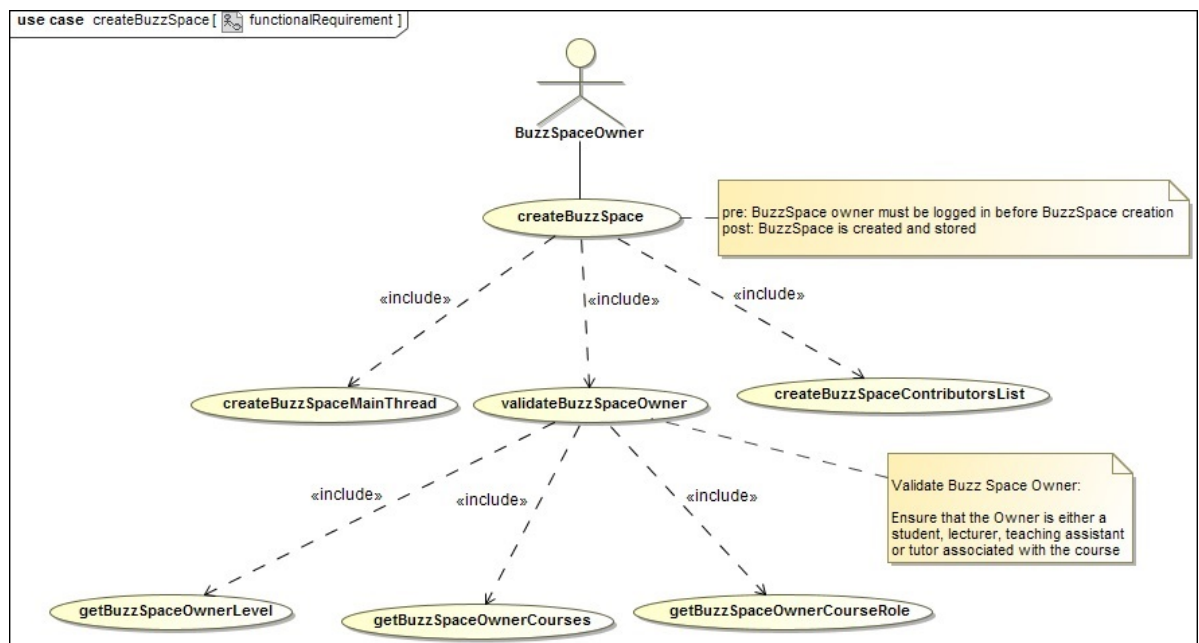 use case createBuzzSpace [ functionalRequirement ]
BuzzSpaceOwner
createBuzzSpace
pre: BuzzSpace owner must be logged in before BuzzSpace creation
post: BuzzSpace is created and stored
«include»
«include»
«include»
createBuzzSpaceMainThread
validateBuzzSpaceOwner
createBuzzSpaceContributorsList
Validate Buzz Space Owner:
Ensure that the Owner is either a
student, lecturer, teaching assistant
or tutor associated with the course
«include»
«include»
«include»
getBuzzSpaceOwnerLevel
getBuzzSpaceOwnerCourses
getBuzzSpaceOwnerCourseRole